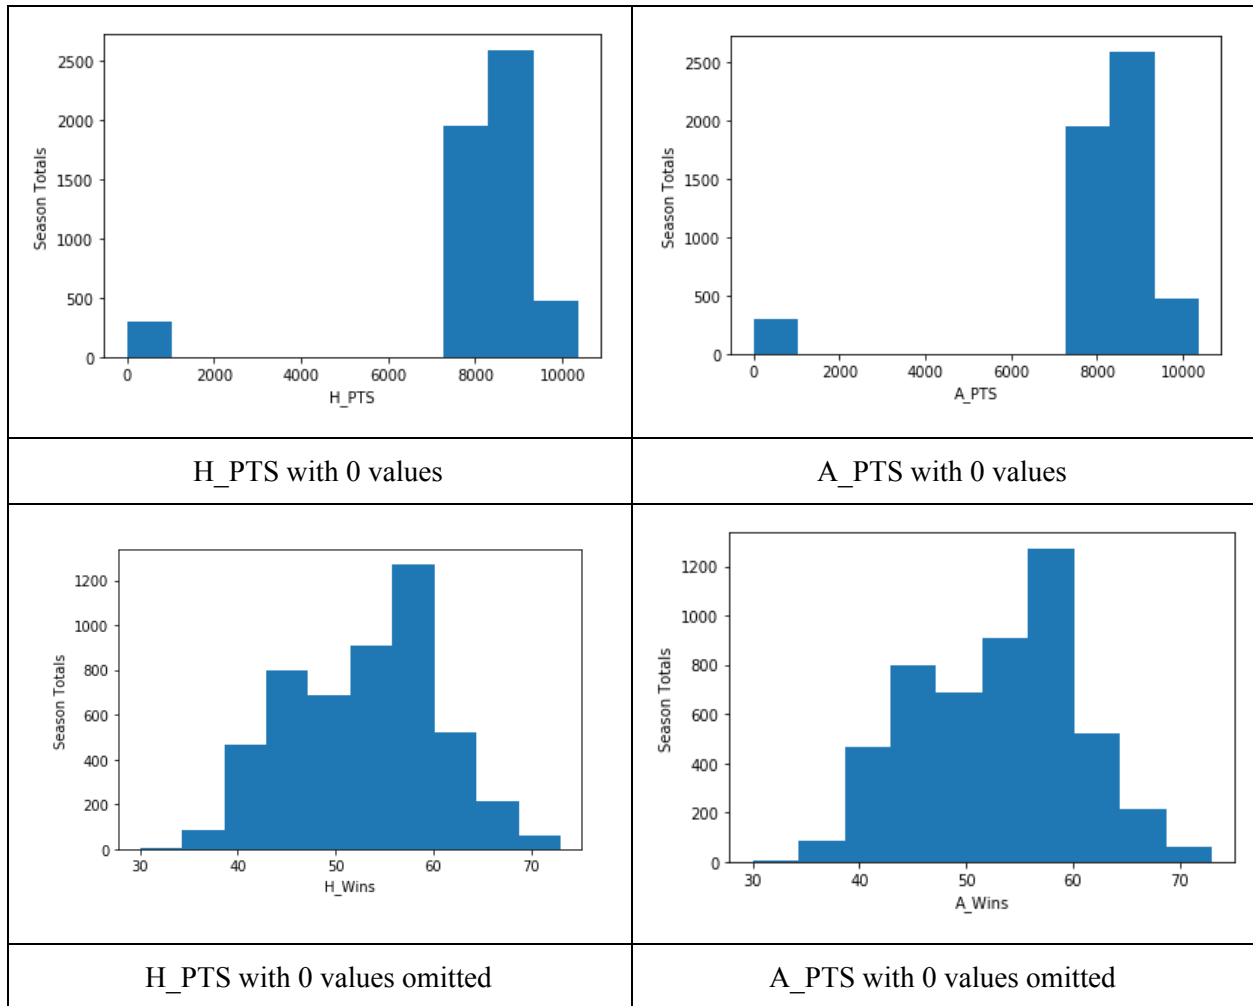 2500
2000
1500
1000
500
0
Season Totals
0 2000 4000 6000 8000 10000
H_PTS
2500
2000
1500
1000
500
0
Season Totals
0 2000 4000 6000 8000 10000
A_PTS
H_PTS with 0 values
A_PTS with 0 values
1200
1000
800
600
400
200
0
Season Totals
30 40 50 60 70
H_Wins
1200
1000
800
600
400
200
0
Season Totals
30 40 50 60 70
A_Wins
H_PTS with 0 values omitted
A_PTS with 0 values omitted